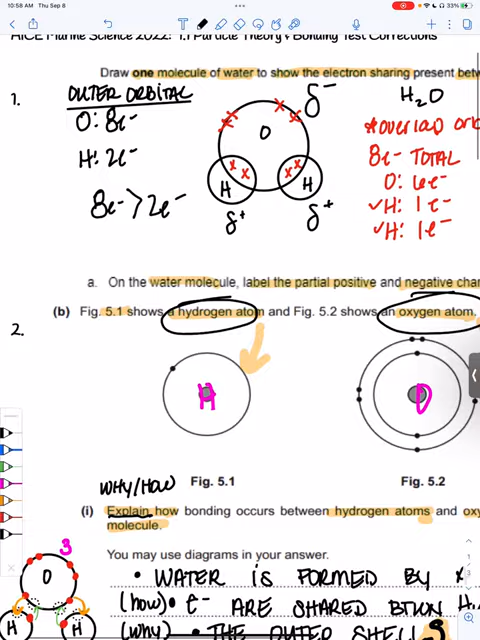 10:58 AM Thu Sep 8
33%
AICE Marine Science 2022: 1.1 Particle Theory & Bonding Test Corrections
Draw one molecule of water to show the electron sharing present
1.
OUTER ORBITAL
O: 8e-
H: 2e-
8e- > 2e-
O
H
H
δ-
δ+
δ+
H2O
*OVERLAP
8e- TOTAL
O: 6e-
✓H: 1e-
✓H: 1e-
a. On the water molecule, label the partial positive and negative
2.
(b) Fig. 5.1 shows a hydrogen atom and Fig. 5.2 shows an oxygen atom.
H
O
WHY/HOW
Fig. 5.1
Fig. 5.2
(i) Explain how bonding occurs between hydrogen atoms and
molecule.
You may use diagrams in your answer.
3
O
H
H
• WATER IS FORMED BY
(how) • e- ARE SHARED BTWN H
(why) • THE OUTER SHELL